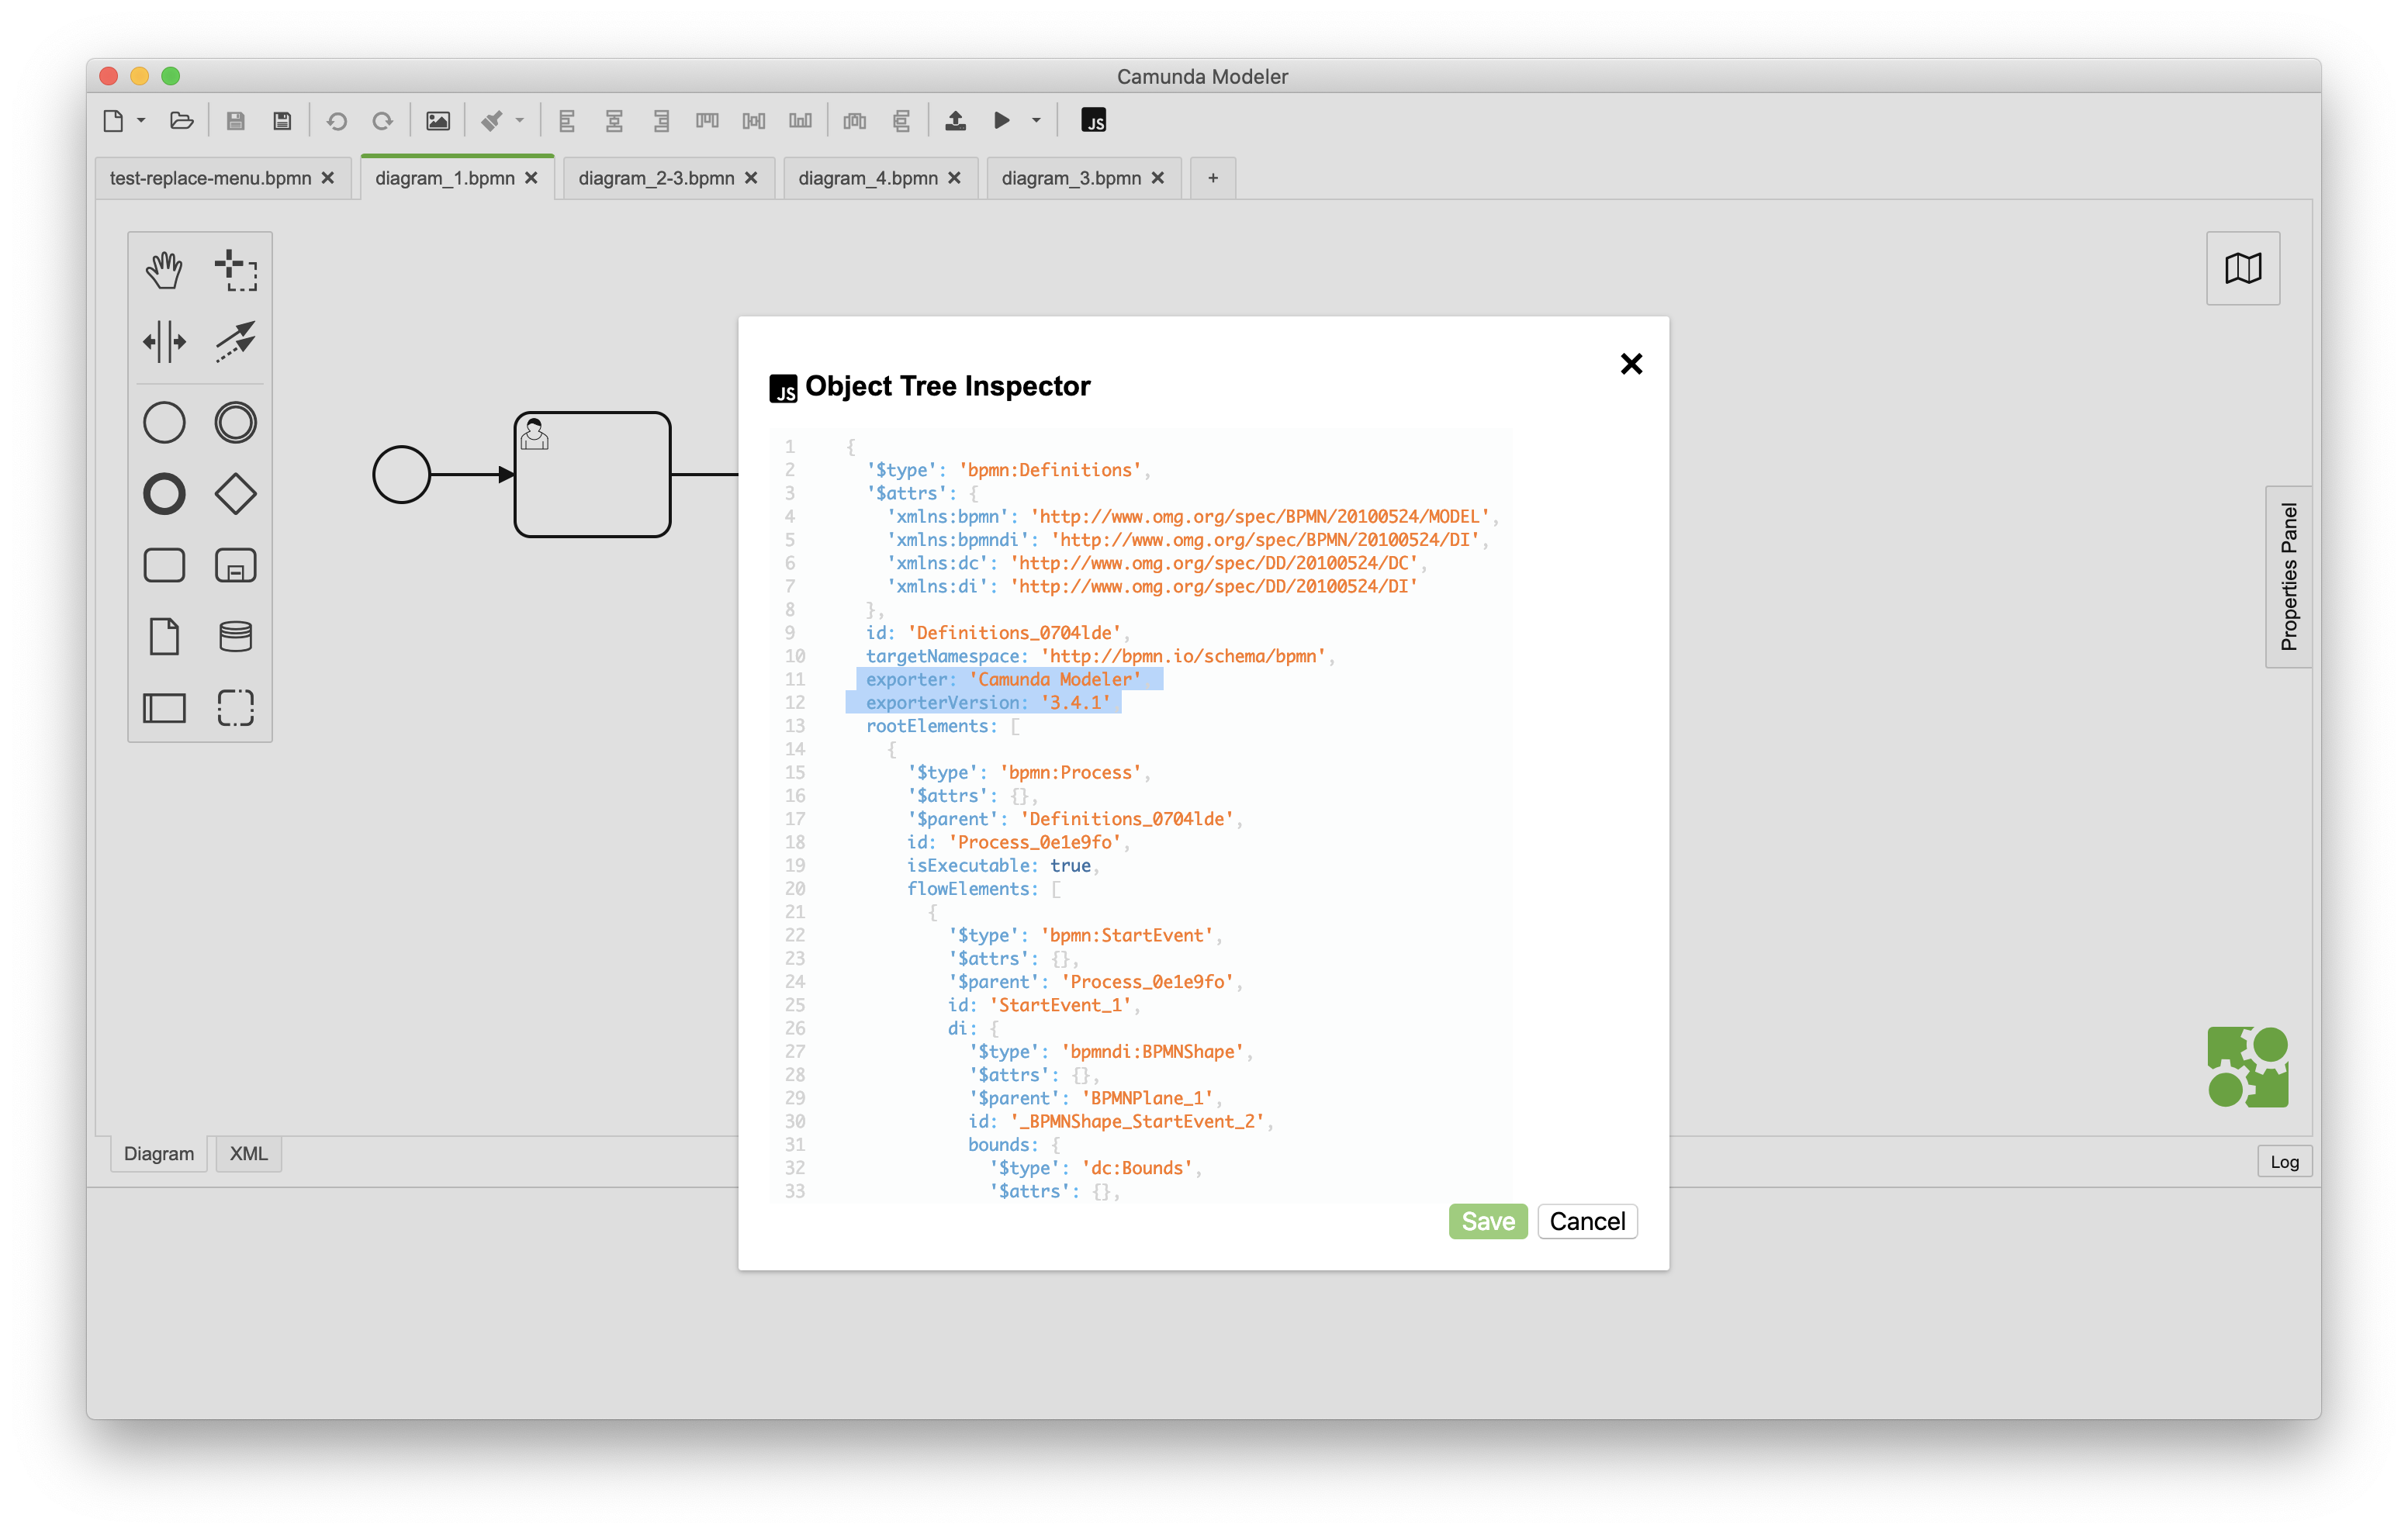 Camunda Modeler
JS
test-replace-menu.bpmn
diagram_1.bpmn
diagram_2-3.bpmn
diagram_4.bpmn
diagram_3.bpmn
+
JS Object Tree Inspector
1 {
2 '$type': 'bpmn:Definitions',
3 '$attrs': {
4 'xmlns:bpmn': 'http://www.omg.org/spec/BPMN/20100524/MODEL',
5 'xmlns:bpmndi': 'http://www.omg.org/spec/BPMN/20100524/DI',
6 'xmlns:dc': 'http://www.omg.org/spec/DD/20100524/DC',
7 'xmlns:di': 'http://www.omg.org/spec/DD/20100524/DI'
8 },
9 id: 'Definitions_0704lde',
10 targetNamespace: 'http://bpmn.io/schema/bpmn',
11 exporter: 'Camunda Modeler'
12 exporterVersion: '3.4.1'
13 rootElements: [
14 {
15 '$type': 'bpmn:Process',
16 '$attrs': {},
17 '$parent': 'Definitions_0704lde',
18 id: 'Process_0e1e9fo',
19 isExecutable: true,
20 flowElements: [
21 {
22 '$type': 'bpmn:StartEvent',
23 '$attrs': {},
24 '$parent': 'Process_0e1e9fo',
25 id: 'StartEvent_1',
26 di: {
27 '$type': 'bpmndi:BPMNShape',
28 '$attrs': {},
29 '$parent': 'BPMNPlane_1',
30 id: '_BPMNShape_StartEvent_2',
31 bounds: {
32 '$type': 'dc:Bounds',
33 '$attrs': {},
Save
Cancel
Properties Panel
Diagram
XML
Log